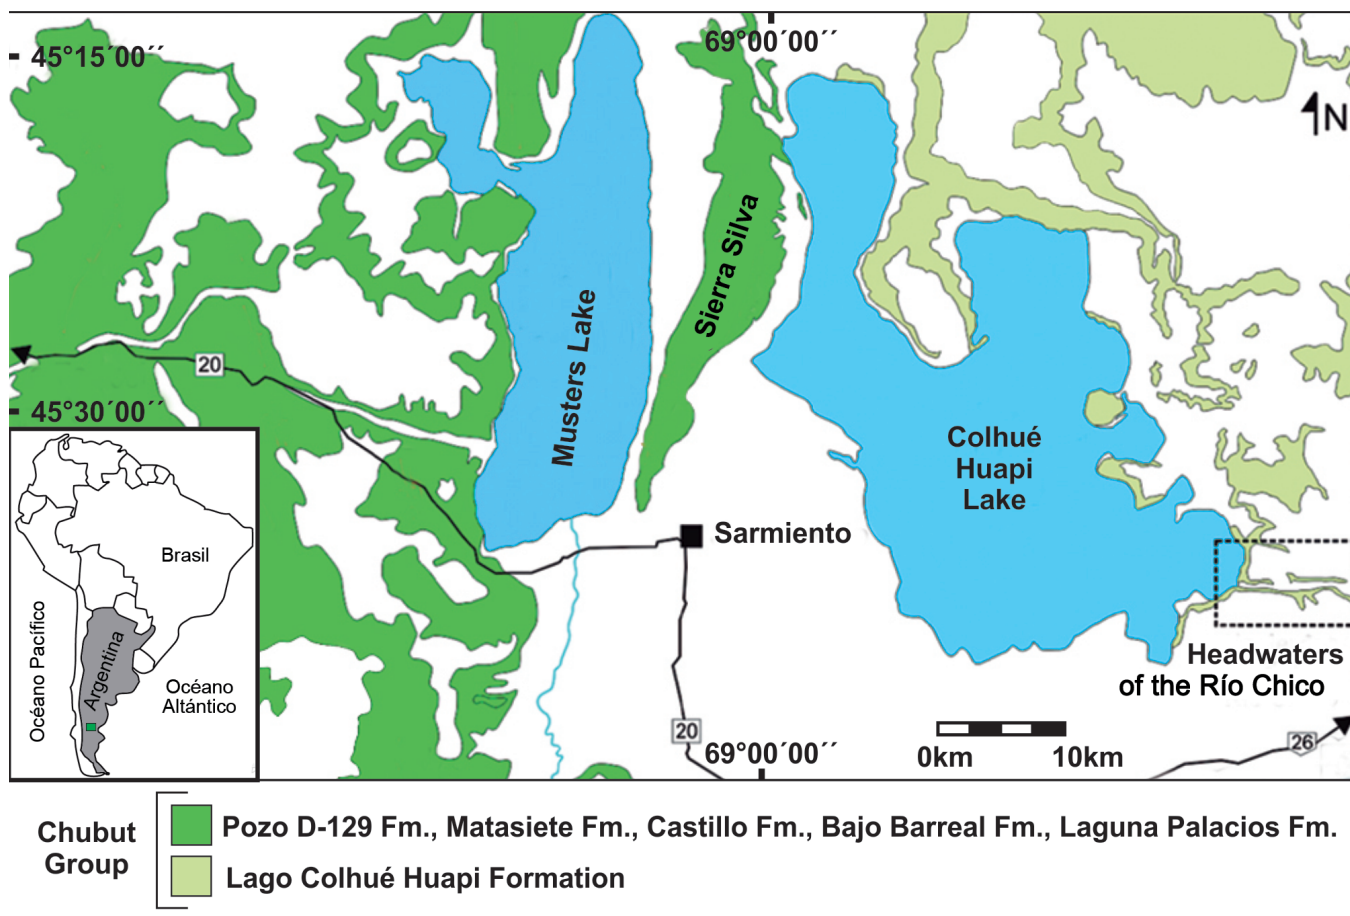 45°15´00´´
69°00´00´´
N
Sierra Silva
Musters Lake
20
45°30´00´´
Colhué
Huapi
Lake
Sarmiento
Brasil
Océano Pacífico
Argentina
Océano
Altántico
Headwaters
of the Río Chico
20
69°00´00´´
0km
10km
26
Chubut
Group
Pozo D-129 Fm., Matasiete Fm., Castillo Fm., Bajo Barreal Fm., Laguna Palacios Fm.
Lago Colhué Huapi Formation